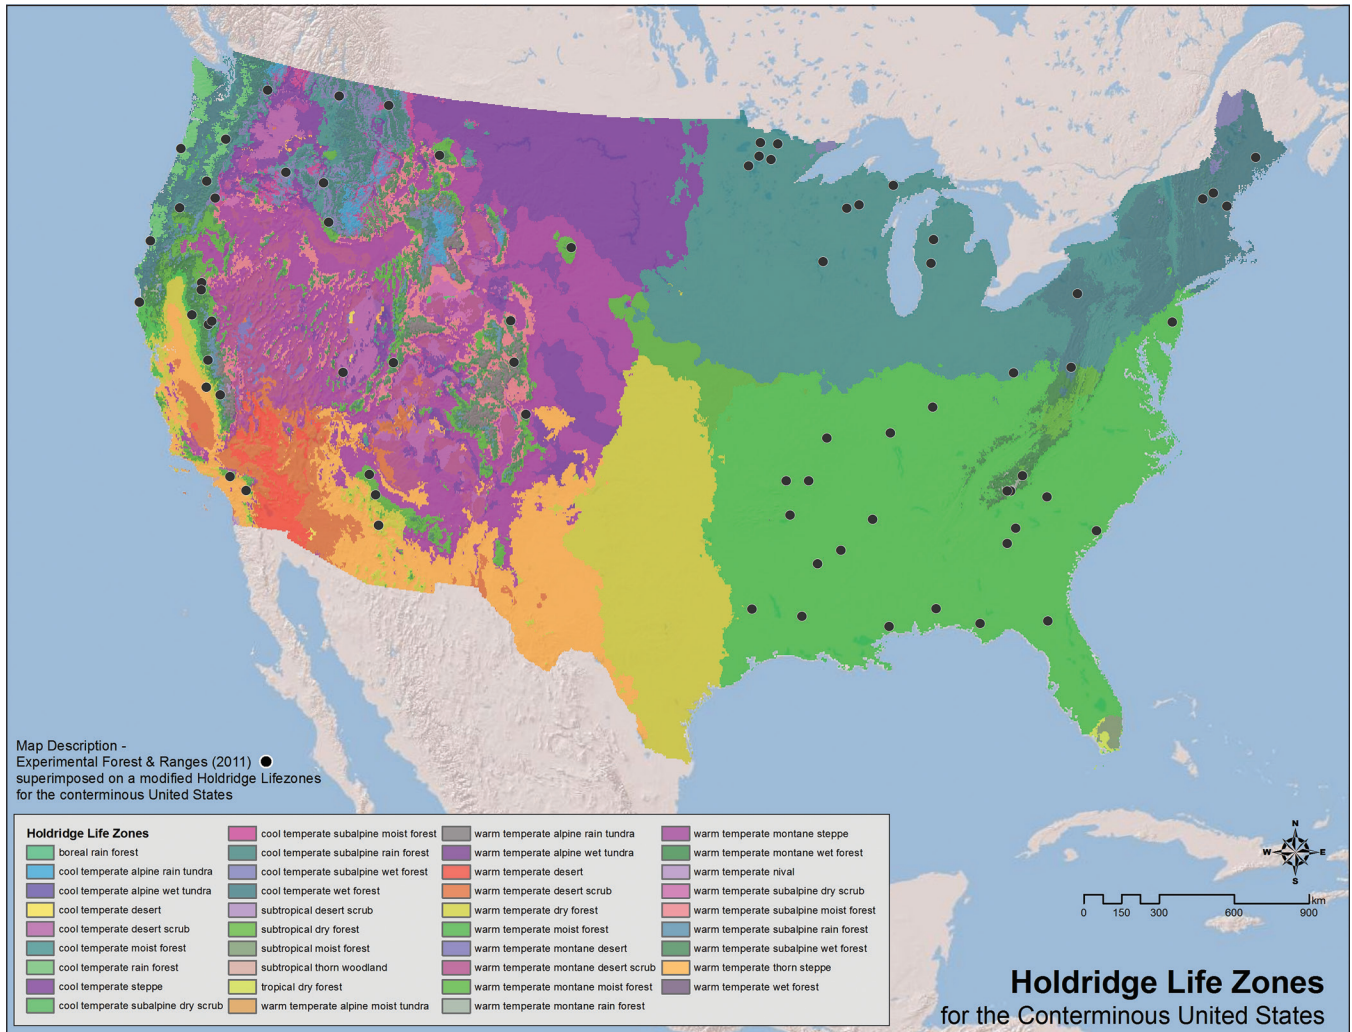 Map Description -
Experimental Forest & Ranges (2011)
superimposed on a modified Holdridge Lifezones
for the conterminous United States
Holdridge Life Zones
boreal rain forest
cool temperate alpine rain tundra
cool temperate alpine wet tundra
cool temperate desert
cool temperate desert scrub
cool temperate moist forest
cool temperate rain forest
cool temperate steppe
cool temperate subalpine dry scrub
cool temperate subalpine moist forest
cool temperate subalpine rain forest
cool temperate subalpine wet forest
cool temperate wet forest
subtropical desert scrub
subtropical dry forest
subtropical moist forest
subtropical thorn woodland
tropical dry forest
warm temperate alpine moist tundra
warm temperate alpine rain tundra
warm temperate alpine wet tundra
warm temperate desert
warm temperate desert scrub
warm temperate dry forest
warm temperate moist forest
warm temperate montane desert
warm temperate montane desert scrub
warm temperate montane moist forest
warm temperate montane rain forest
warm temperate montane steppe
warm temperate montane wet forest
warm temperate nival
warm temperate subalpine dry scrub
warm temperate subalpine moist forest
warm temperate subalpine rain forest
warm temperate subalpine wet forest
warm temperate thorn steppe
warm temperate wet forest
N
W E
S
km
0 150 300 600 900
Holdridge Life Zones
for the Conterminous United States